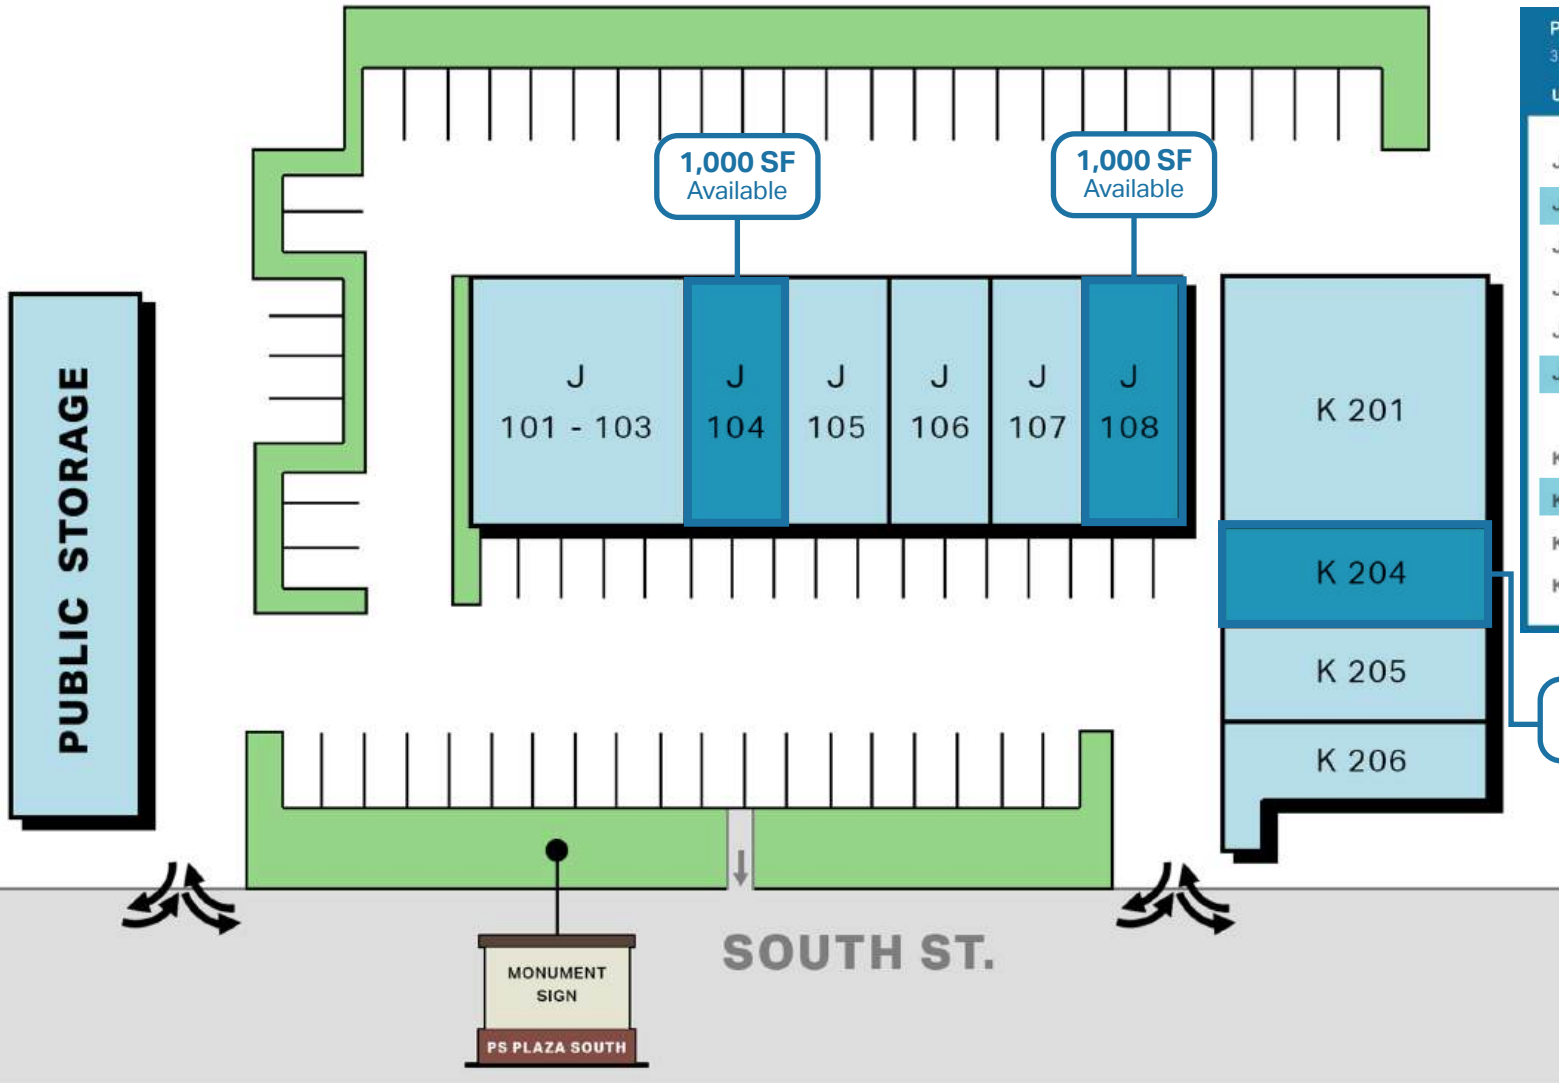 1,000 SF
Available
1,000 SF
Available
J
101 - 103
J
104
J
105
J
106
J
107
J
108
K 201
K 204
K 205
K 206
PUBLIC STORAGE
SOUTH ST.
MONUMENT
SIGN
PS PLAZA SOUTH